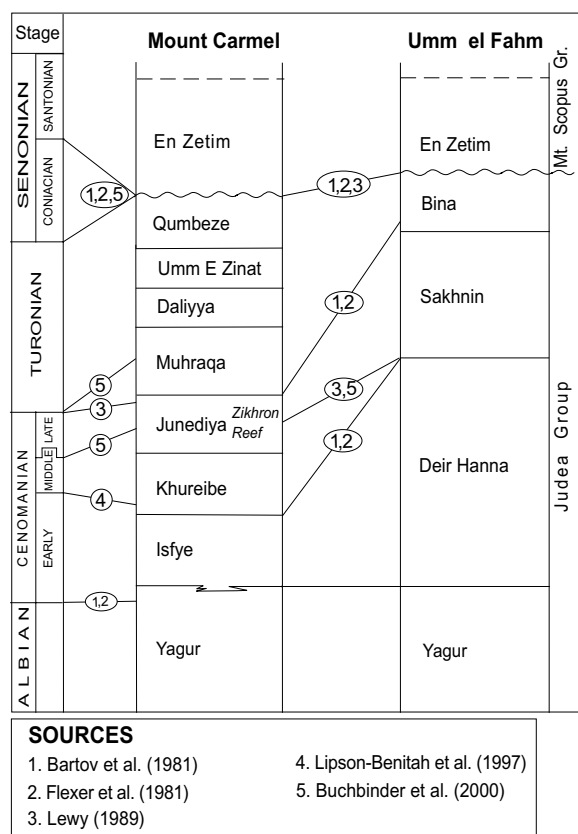 Stage
Mount Carmel
Umm el Fahm
SENONIAN
SANTONIAN
CONIACIAN
TURONIAN
CENOMANIAN
LATE
MIDDLE
EARLY
ALBIAN
1,2,5
5
3
5
4
1,2
En Zetim
Qumbeze
Umm E Zinat
Daliyya
Muhraqa
Junediya
Zikhron
Reef
Khureibe
Isfye
Yagur
1,2,3
1,2
3,5
1,2
En Zetim
Bina
Sakhnin
Deir Hanna
Yagur
Mt. Scopus Gr.
Judea Group
SOURCES
1. Bartov et al. (1981)
2. Flexer et al. (1981)
3. Lewy (1989)
4. Lipson-Benitah et al. (1997)
5. Buchbinder et al. (2000)